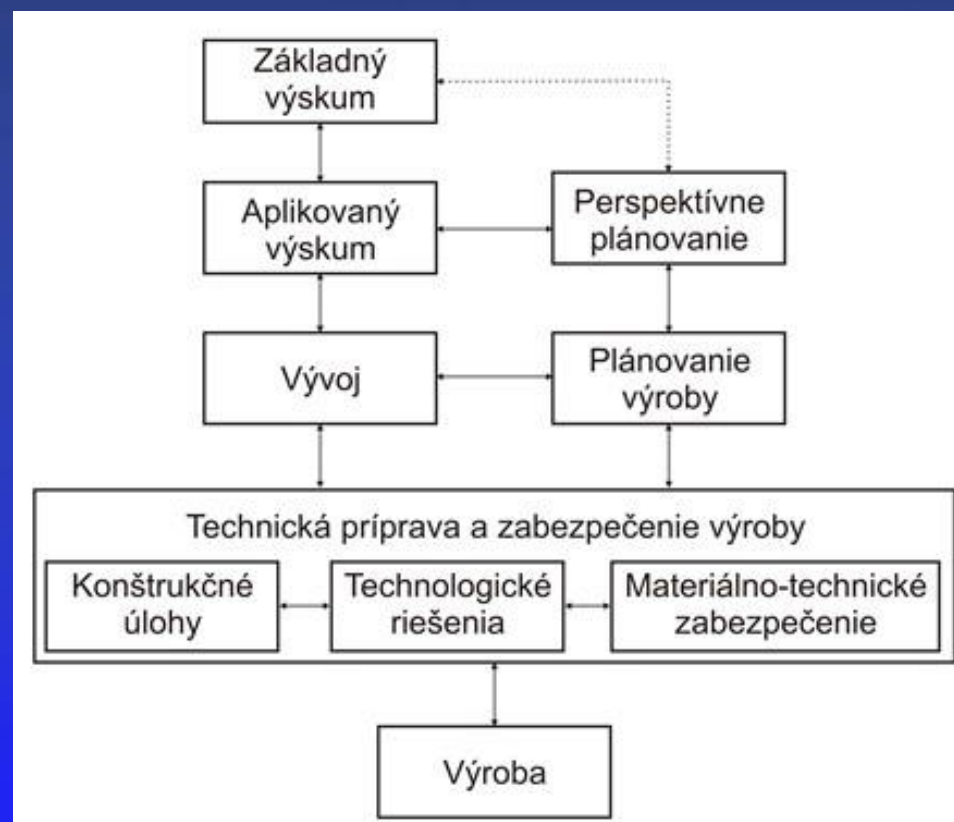 Základný
výskum
Aplikovaný
výskum
Perspektívne
plánovanie
Vývoj
Plánovanie
výroby
Technická príprava a zabezpečenie výroby
Konštrukčné
úlohy
Technologické
riešenia
Materiálno-technické
zabezpečenie
Výroba